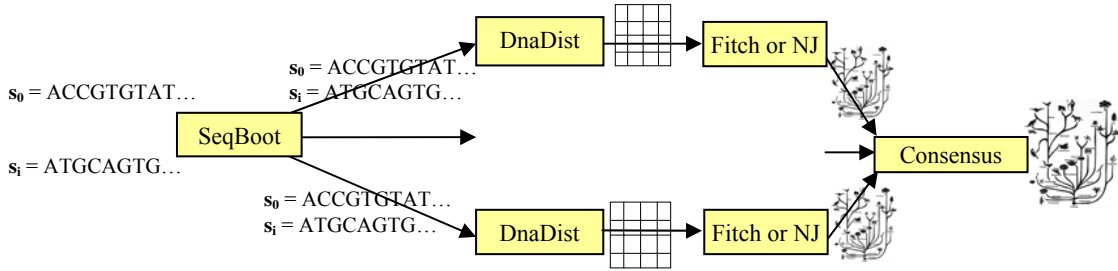 DnaDist
Fitch or NJ
s0 = ACCGTGTAT…
si = ATGCAGTG…
s0 = ACCGTGTAT…
SeqBoot
Consensus
si = ATGCAGTG…
s0 = ACCGTGTAT…
si = ATGCAGTG…
DnaDist
Fitch or NJ